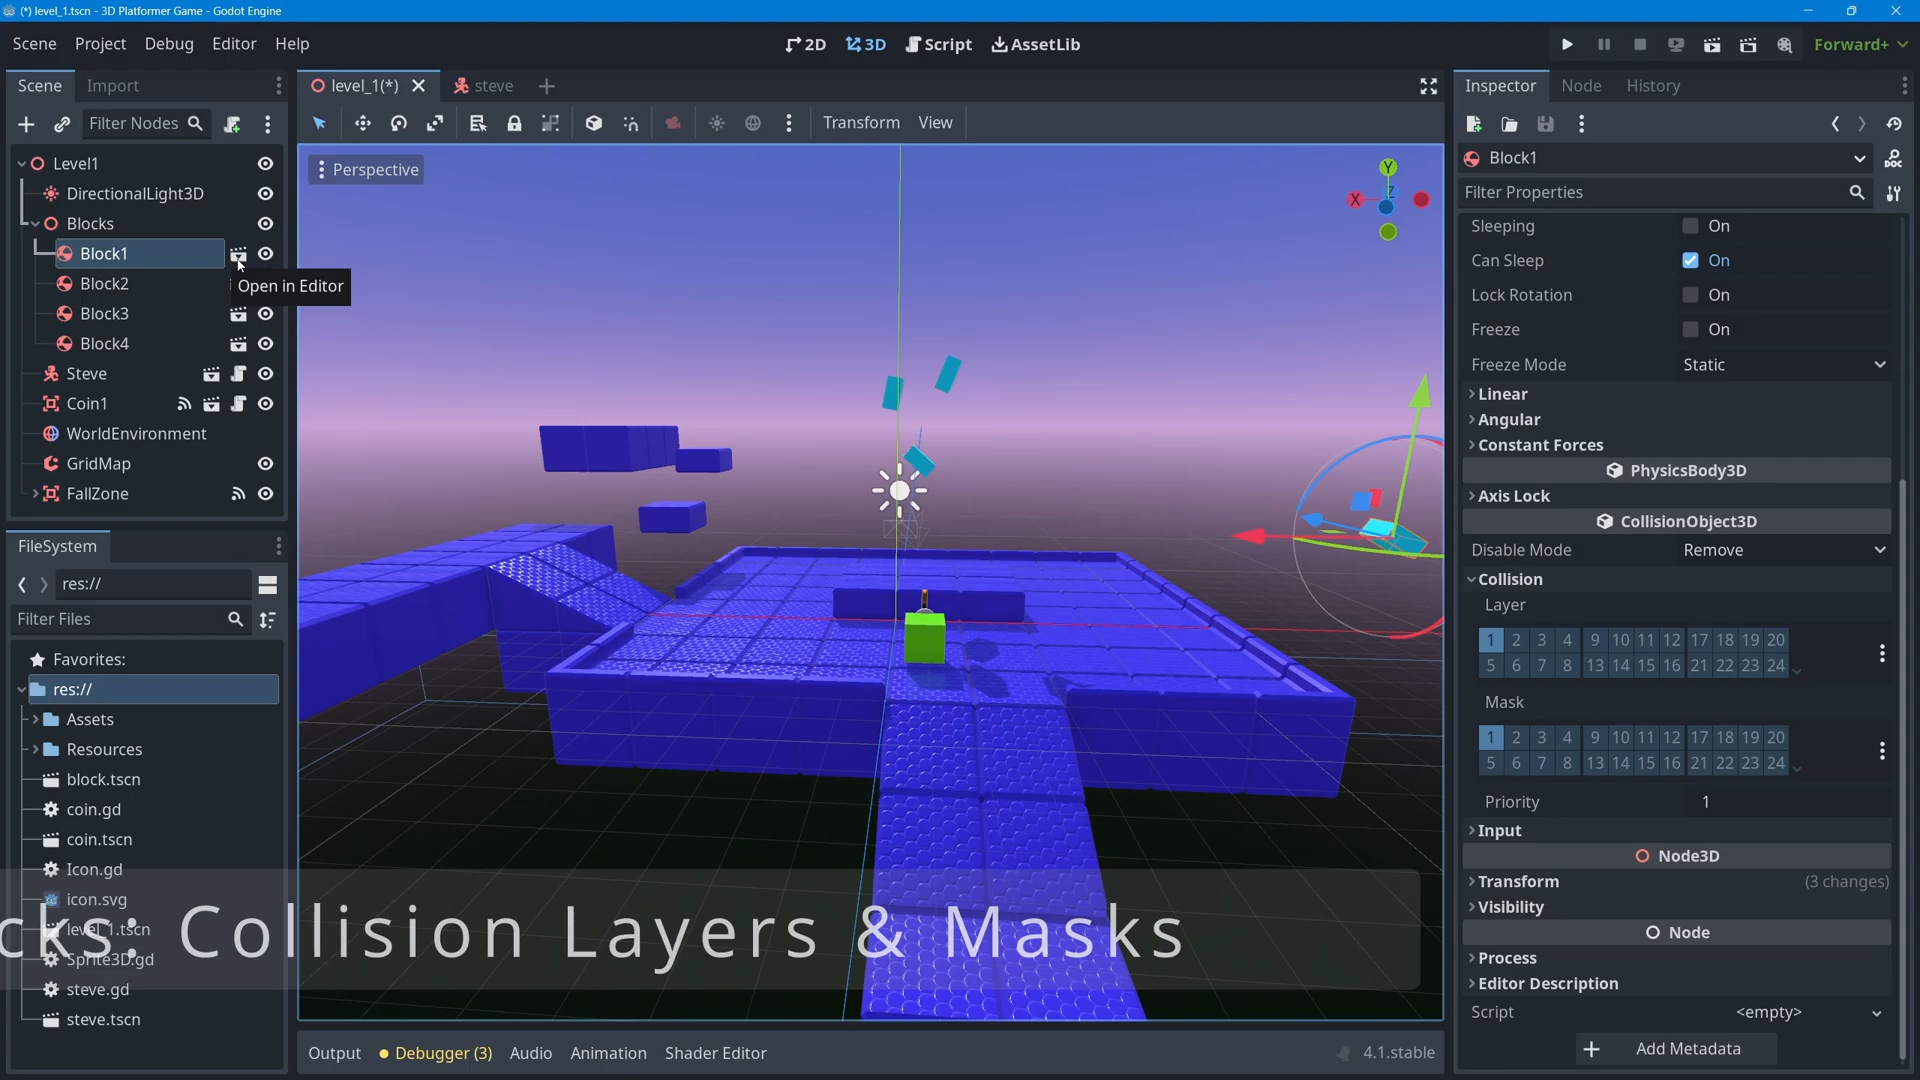 (*) level_1.tscn - 3D Platformer Game - Godot Engine
Scene Project Debug Editor Help
2D 3D Script AssetLib
Forward+
Scene Import
level_1(*) steve
Inspector Node History
Filter Nodes
Transform View
Level1
DirectionalLight3D
Blocks
Block1
Block2
Open in Editor
Block3
Block4
Steve
Coin1
WorldEnvironment
GridMap
FallZone
Perspective
Y
X
Z
FileSystem
res://
Filter Files
Favorites:
res://
Assets
Resources
block.tscn
coin.gd
coin.tscn
Icon.gd
icon.svg
level_1.tscn
Sprite3D.gd
steve.gd
steve.tscn
cks: Collision Layers & Masks
Output Debugger (3) Audio Animation Shader Editor
4.1.stable
Block1
DOC
Filter Properties
Sleeping On
Can Sleep On
Lock Rotation On
Freeze On
Freeze Mode Static
Linear
Angular
Constant Forces
PhysicsBody3D
Axis Lock
CollisionObject3D
Disable Mode Remove
Collision
Layer
1 2 3 4 9 10 11 12 17 18 19 20
5 6 7 8 13 14 15 16 21 22 23 24
Mask
1 2 3 4 9 10 11 12 17 18 19 20
5 6 7 8 13 14 15 16 21 22 23 24
Priority 1
Input
Node3D
Transform (3 changes)
Visibility
Node
Process
Editor Description
Script <empty>
Add Metadata